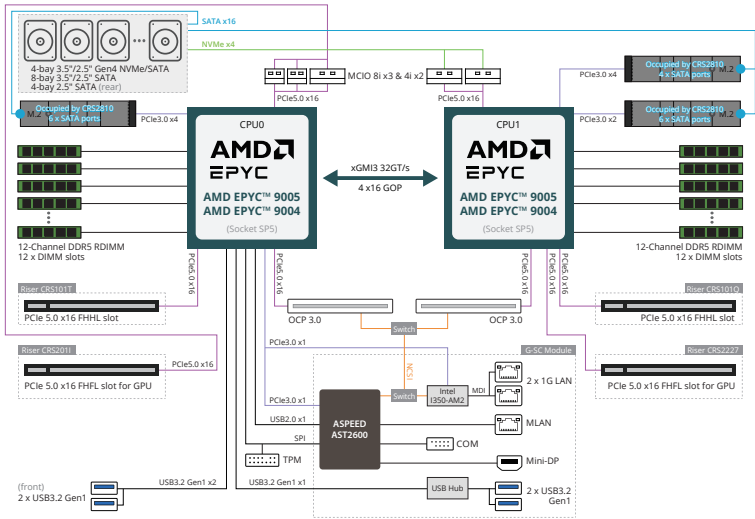 SATA x16
NVMe x4
4-bay 3.5"/2.5" Gen4 NVMe/SATA
8-bay 3.5"/2.5" SATA
4-bay 2.5" SATA (rear)
MCIO 8i x3 & 4i x2
PCIe5.0 x16
PCIe5.0 x16
M.2
Occupied by CRS2810
6 x SATA ports
PCIe3.0 x4
PCIe3.0 x4
Occupied by CRS2810
4 x SATA ports
M.2
PCIe3.0 x2
Occupied by CRS2810
6 x SATA ports
M.2
CPU0
AMD
EPYC
AMD EPYC™ 9005
AMD EPYC™ 9004
(Socket SP5)
xGMI3 32GT/s
4 x16 GOP
CPU1
AMD
EPYC
AMD EPYC™ 9005
AMD EPYC™ 9004
(Socket SP5)
12-Channel DDR5 RDIMM
12 x DIMM slots
12-Channel DDR5 RDIMM
12 x DIMM slots
PCIe5.0 x16
PCIe5.0 x16
PCIe5.0 x16
PCIe5.0 x16
Riser CRS101T
PCIe 5.0 x16 FHHL slot
OCP 3.0
OCP 3.0
Riser CRS101Q
PCIe 5.0 x16 FHHL slot
Switch
PCIe3.0 x1
Riser CRS201I
PCIe5.0 x16
PCIe 5.0 x16 FHFL slot for GPU
Riser CRS2227
PCIe 5.0 x16 FHFL slot for GPU
G-SC Module
NCSI
Switch
Intel
I350-AM2
MDI
2 x 1G LAN
PCIe3.0 x1
USB2.0 x1
SPI
ASPEED
AST2600
MLAN
COM
TPM
Mini-DP
(front)
2 x USB3.2 Gen1
USB3.2 Gen1 x2
USB3.2 Gen1 x1
USB Hub
2 x USB3.2
Gen1